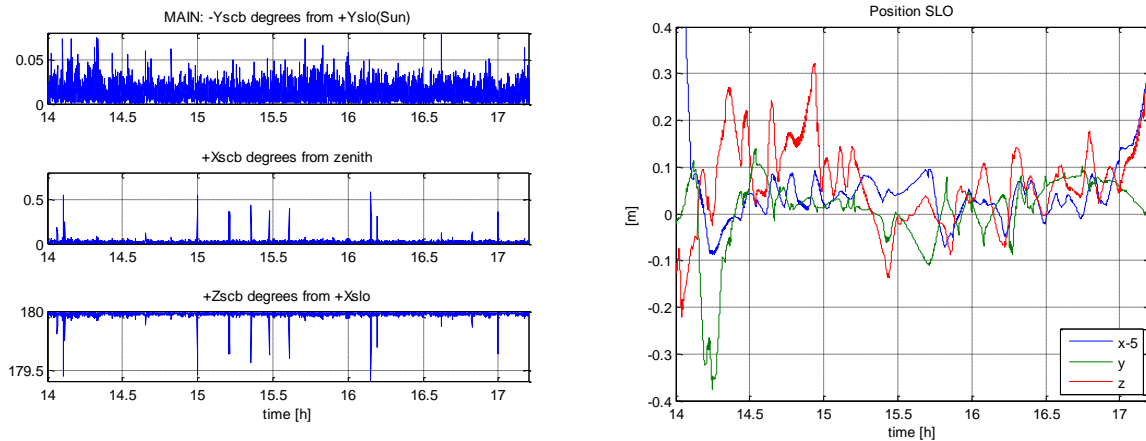 MAIN: -Yscb degrees from +Yslo(Sun)
0.05
0
14 14.5 15 15.5 16 16.5 17
+Xscb degrees from zenith
0.5
0
14 14.5 15 15.5 16 16.5 17
+Zscb degrees from +Xslo
180
179.5
14 14.5 15 15.5 16 16.5 17
time [h]
Position SLO
0.4
0.3
0.2
0.1
0
-0.1
-0.2
-0.3
-0.4
[m]
x-5
y
z
14 14.5 15 15.5 16 16.5 17
time [h]